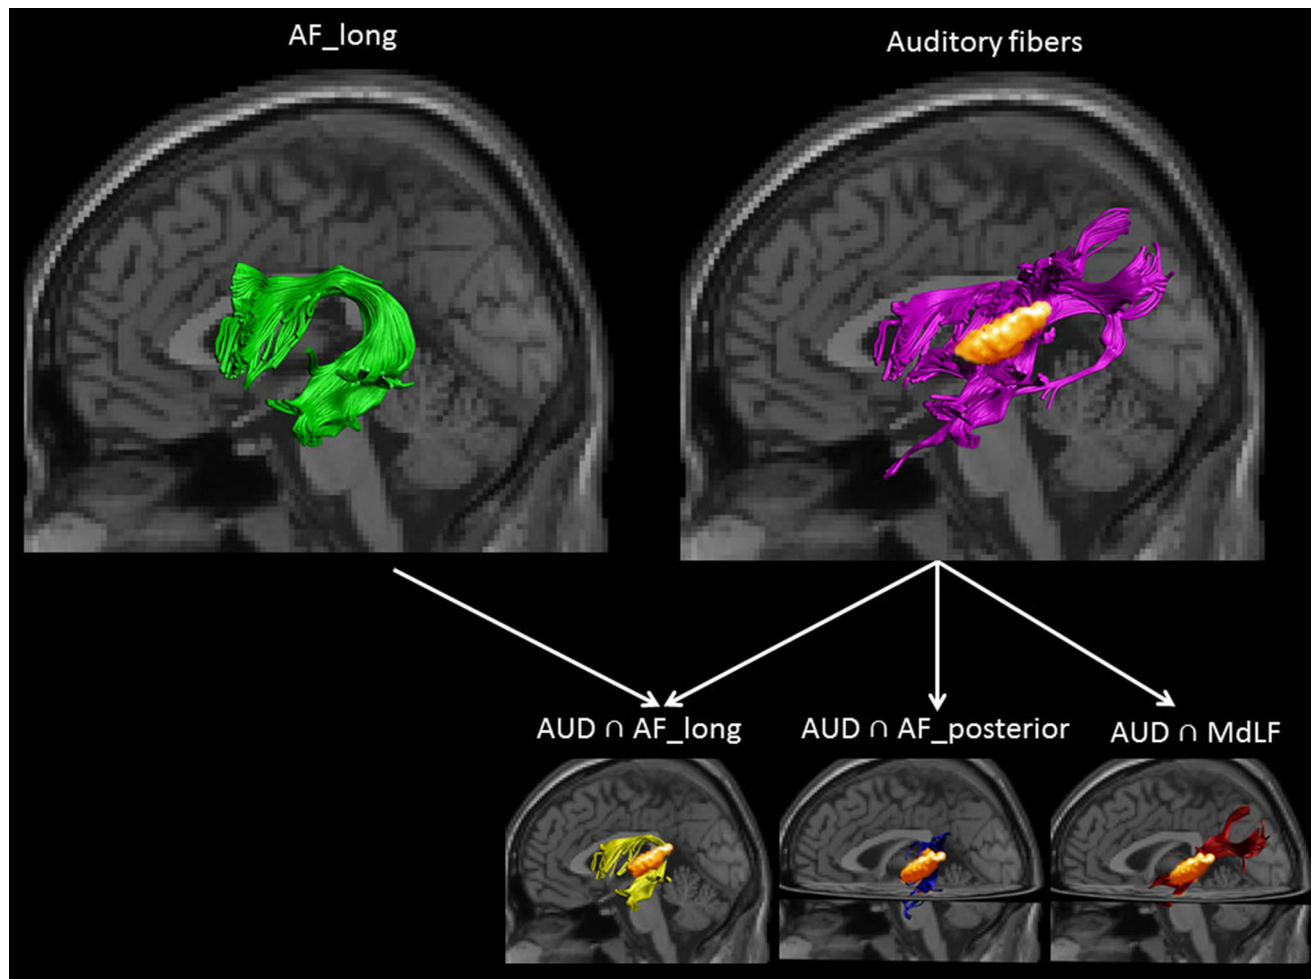 AF_long
Auditory fibers
AUD ∩ AF_long
AUD ∩ AF_posterior
AUD ∩ MdLF